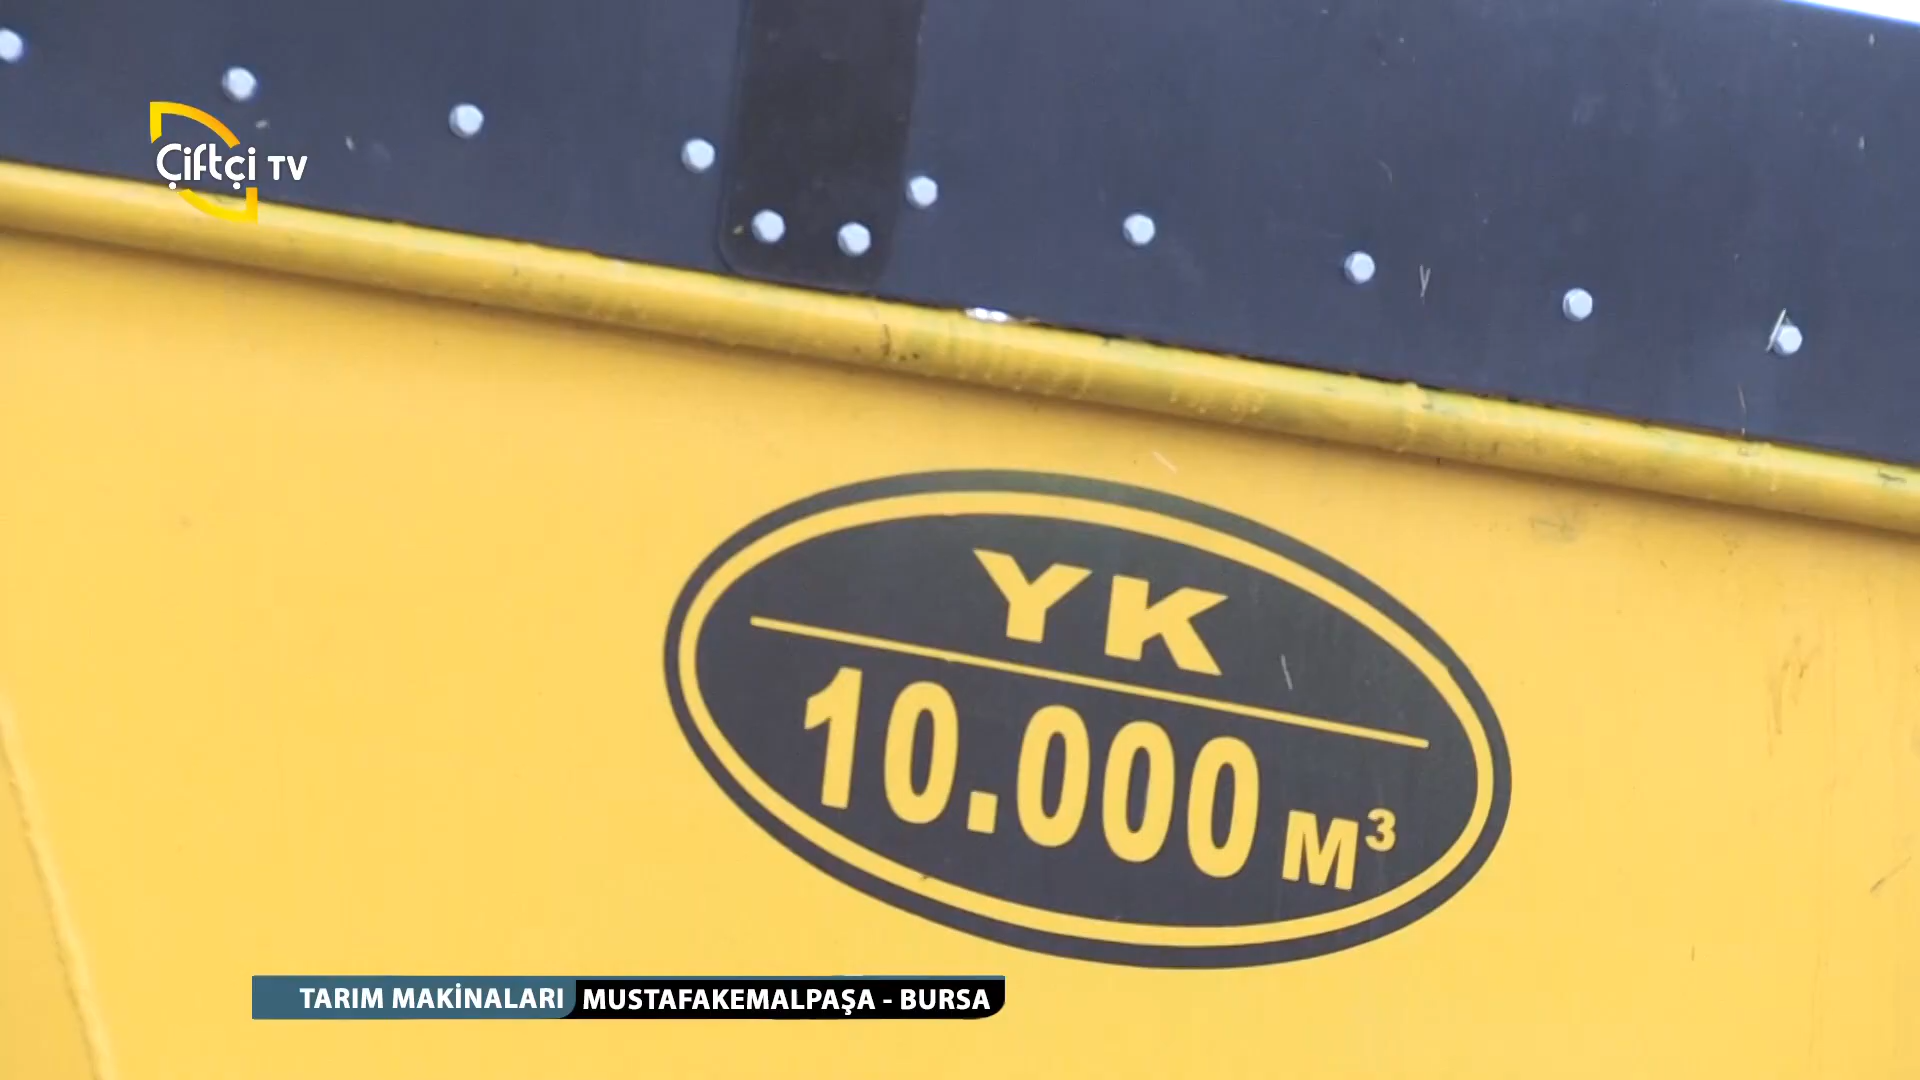 Çiftçi TV
YK
10.000 M³
TARIM MAKİNALARI MUSTAFAKEMALPAŞA - BURSA